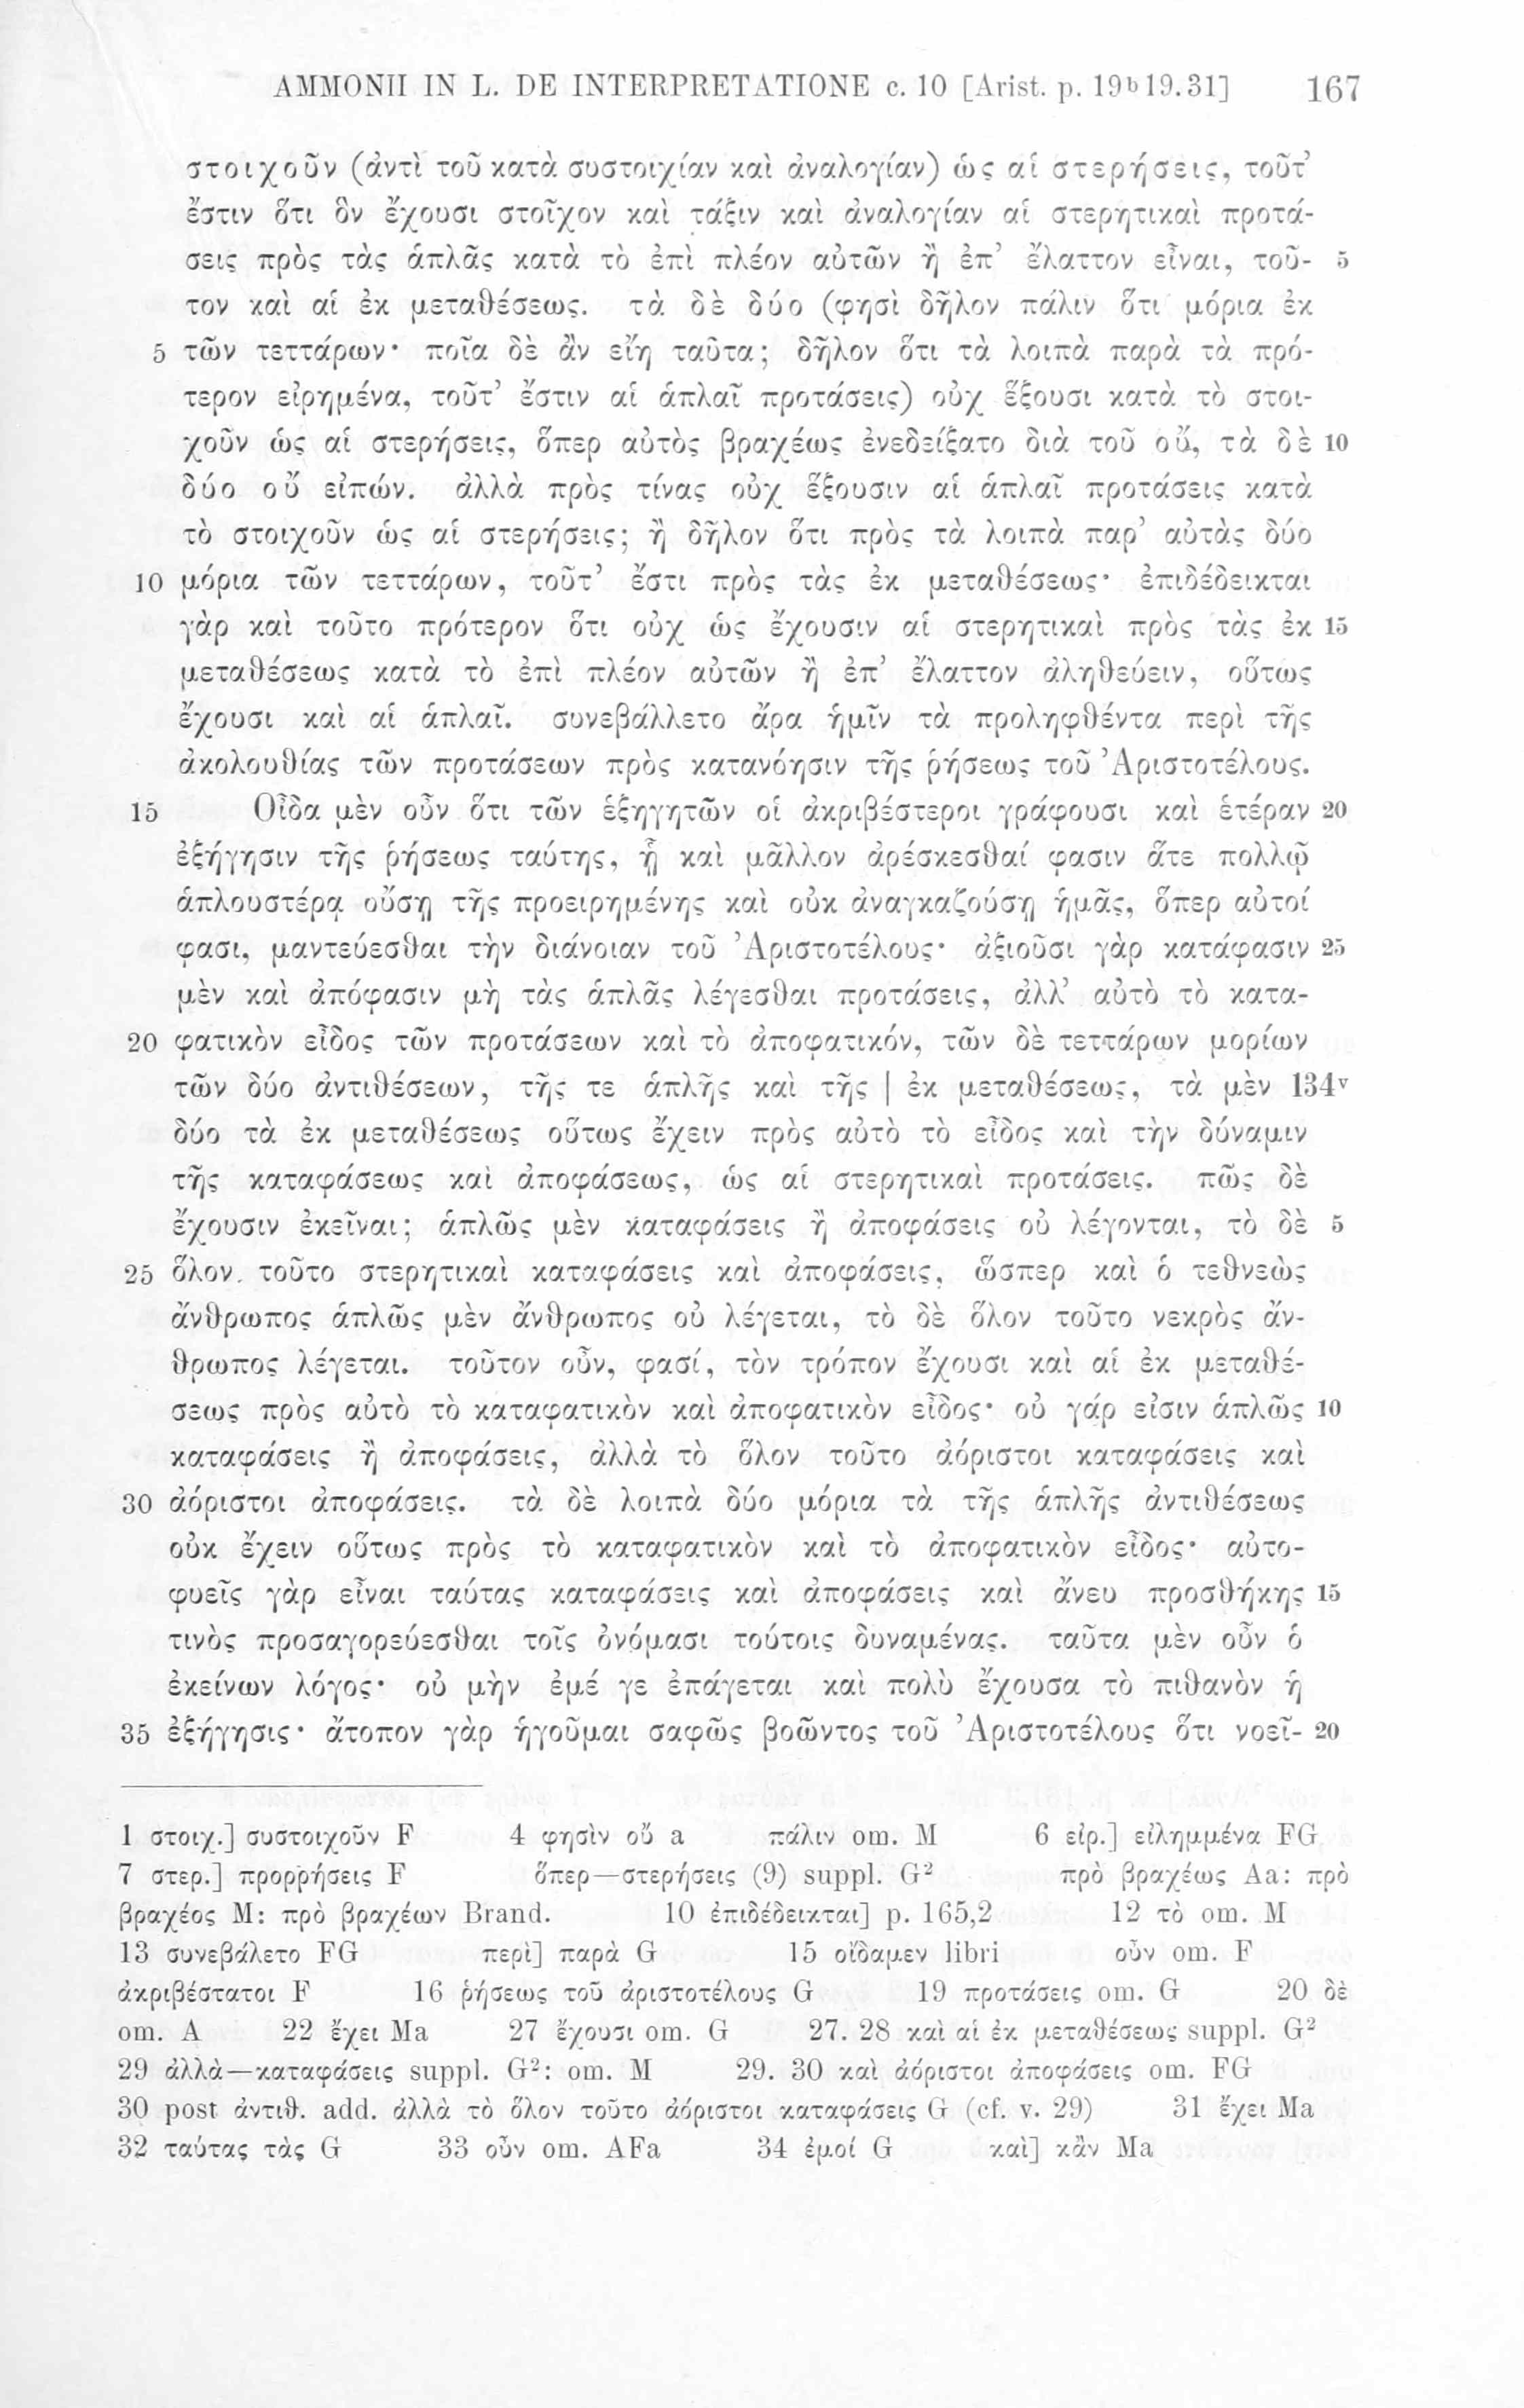 AMMONII IN L. DE INTERPRETATIONE c. 10 [Arist. p. 19b19.31] 167
στοιχοῦν (ἀντὶ τοῦ κατὰ συστοιχίαν καὶ ἀναλογίαν) ὡς αἱ στερήσεις, τοῦτ’
ἔστιν ὅτι ὃν ἔχουσι στοῖχον καὶ τάξιν καὶ ἀναλογίαν αἱ στερητικαὶ προτά-
σεις πρὸς τὰς ἁπλᾶς κατὰ τὸ ἐπὶ πλέον αὐτῶν ἢ ἐπ’ ἔλαττον εἶναι, τοῦ- 5
τον καὶ αἱ ἐκ μεταθέσεως. τὰ δὲ δύο (φησὶ δῆλον πάλιν ὅτι μόρια ἐκ
5 τῶν τεττάρων· ποῖα δὲ ἂν εἴη ταῦτα; δῆλον ὅτι τὰ λοιπὰ παρὰ τὰ πρό-
τερον εἰρημένα, τοῦτ’ ἔστιν αἱ ἁπλαῖ προτάσεις) οὐχ ἕξουσι κατὰ τὸ στοι-
χοῦν ὡς αἱ στερήσεις, ὅπερ αὐτὸς βραχέως ἐνεδείξατο διὰ τοῦ οὔ, τὰ δὲ 10
δύο οὔ εἰπών. ἀλλὰ πρὸς τίνας οὐχ ἕξουσιν αἱ ἁπλαῖ προτάσεις κατὰ
τὸ στοιχοῦν ὡς αἱ στερήσεις; ἢ δῆλον ὅτι πρὸς τὰ λοιπὰ παρ’ αὐτὰς δύο
10 μόρια τῶν τεττάρων, τοῦτ’ ἔστι πρὸς τὰς ἐκ μεταθέσεως· ἐπιδέδεικται
γὰρ καὶ τοῦτο πρότερον ὅτι οὐχ ὡς ἔχουσιν αἱ στερητικαὶ πρὸς τὰς ἐκ 15
μεταθέσεως κατὰ τὸ ἐπὶ πλέον αὐτῶν ἢ ἐπ’ ἔλαττον ἀληθεύειν, οὕτως
ἔχουσι καὶ αἱ ἁπλαῖ. συνεβάλλετο ἄρα ἡμῖν τὰ προληφθέντα περὶ τῆς
ἀκολουθίας τῶν προτάσεων πρὸς κατανόησιν τῆς ῥήσεως τοῦ Ἀριστοτέλους.
15 Οἶδα μὲν οὖν ὅτι τῶν ἐξηγητῶν οἱ ἀκριβέστεροι γράφουσι καὶ ἑτέραν 20
ἐξήγησιν τῆς ῥήσεως ταύτης, ᾗ καὶ μᾶλλον ἀρέσκεσθαί φασιν ἅτε πολλῷ
ἁπλουστέρᾳ οὔσῃ τῆς προειρημένης καὶ οὐκ ἀναγκαζούσῃ ἡμᾶς, ὅπερ αὐτοί
φασι, μαντεύεσθαι τὴν διάνοιαν τοῦ Ἀριστοτέλους· ἀξιοῦσι γὰρ κατάφασιν 25
μὲν καὶ ἀπόφασιν μὴ τὰς ἁπλᾶς λέγεσθαι προτάσεις, ἀλλ’ αὐτὸ τὸ κατα-
20 φατικὸν εἶδος τῶν προτάσεων καὶ τὸ ἀποφατικόν, τῶν δὲ τεττάρων μορίων
τῶν δύο ἀντιθέσεων, τῆς τε ἁπλῆς καὶ τῆς | ἐκ μεταθέσεως, τὰ μὲν 134v
δύο τὰ ἐκ μεταθέσεως οὕτως ἔχειν πρὸς αὐτὸ τὸ εἶδος καὶ τὴν δύναμιν
τῆς καταφάσεως καὶ ἀποφάσεως, ὡς αἱ στερητικαὶ προτάσεις. πῶς δὲ
ἔχουσιν ἐκεῖναι; ἁπλῶς μὲν καταφάσεις ἢ ἀποφάσεις οὐ λέγονται, τὸ δὲ 5
25 ὅλον τοῦτο στερητικαὶ καταφάσεις καὶ ἀποφάσεις, ὥσπερ καὶ ὁ τεθνεὼς
ἄνθρωπος ἁπλῶς μὲν ἄνθρωπος οὐ λέγεται, τὸ δὲ ὅλον τοῦτο νεκρὸς ἄν-
θρωπος λέγεται. τοῦτον οὖν, φασί, τὸν τρόπον ἔχουσι καὶ αἱ ἐκ μεταθέ-
σεως πρὸς αὐτὸ τὸ καταφατικὸν καὶ ἀποφατικὸν εἶδος· οὐ γάρ εἰσιν ἁπλῶς 10
καταφάσεις ἢ ἀποφάσεις, ἀλλὰ τὸ ὅλον τοῦτο ἀόριστοι καταφάσεις καὶ
30 ἀόριστοι ἀποφάσεις. τὰ δὲ λοιπὰ δύο μόρια τὰ τῆς ἁπλῆς ἀντιθέσεως
οὐκ ἔχειν οὕτως πρὸς τὸ καταφατικὸν καὶ τὸ ἀποφατικὸν εἶδος· αὐτο-
φυεῖς γὰρ εἶναι ταύτας καταφάσεις καὶ ἀποφάσεις καὶ ἄνευ προσθήκης 15
τινὸς προσαγορεύεσθαι τοῖς ὀνόμασι τούτοις δυναμένας. ταῦτα μὲν οὖν ὁ
ἐκείνων λόγος· οὐ μὴν ἐμέ γε ἐπάγεται καὶ πολὺ ἔχουσα τὸ πιθανὸν ἡ
35 ἐξήγησις· ἄτοπον γὰρ ἡγοῦμαι σαφῶς βοῶντος τοῦ Ἀριστοτέλους ὅτι νοεῖ- 20
1 στοιχ.] συστοιχοῦν F 4 φησὶν οὔ a πάλιν om. M 6 εἰρ.] εἰλημμένα FG
7 στερ.] προρρήσεις F ὅπερ—στερήσεις (9) suppl. G² πρὸ βραχέως Aa: πρὸ
βραχέος M: πρὸ βραχέων Brand. 10 ἐπιδέδεικται] p. 165,2 12 τὸ om. M
13 συνεβάλετο FG περὶ] παρὰ G 15 οἴδαμεν libri οὖν om. F
ἀκριβέστατοι F 16 ῥήσεως τοῦ ἀριστοτέλους G 19 προτάσεις om. G 20 δὲ
om. A 22 ἔχει Ma 27 ἔχουσι om. G 27. 28 καὶ αἱ ἐκ μεταθέσεως suppl. G²
29 ἀλλὰ—καταφάσεις suppl. G²: om. M 29. 30 καὶ ἀόριστοι ἀποφάσεις om. FG
30 post ἀντιθ. add. ἀλλὰ τὸ ὅλον τοῦτο ἀόριστοι καταφάσεις G (cf. v. 29) 31 ἔχει Ma
32 ταύτας τὰς G 33 οὖν om. AFa 34 ἐμοί G καὶ] κἂν Ma